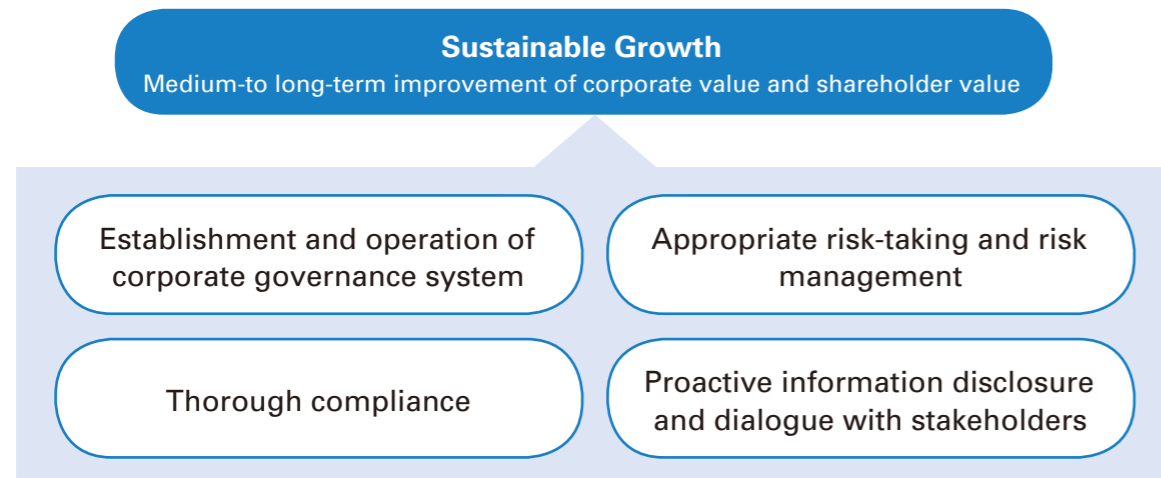 Sustainable Growth
Medium-to long-term improvement of corporate value and shareholder value
Establishment and operation of
corporate governance system
Appropriate risk-taking and risk
management
Thorough compliance
Proactive information disclosure
and dialogue with stakeholders